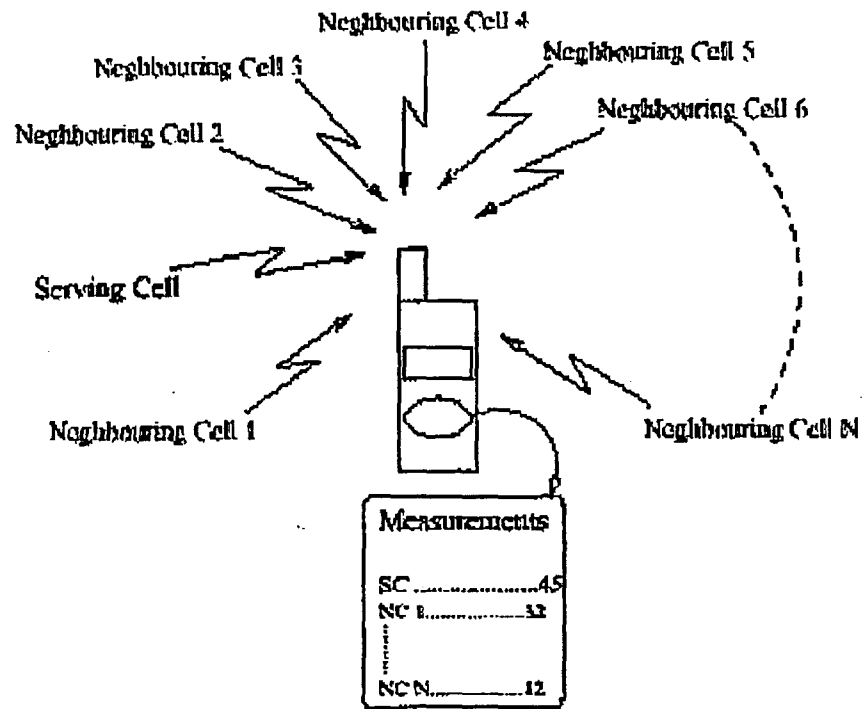 Neghbouring Cell 4
Neghbouring Cell 3
Neghbouring Cell 5
Neghbouring Cell 6
Neghbouring Cell 2
Serving Cell
Neghbouring Cell 1
Neghbouring Cell N
Measurements
SC ......................45
NC 1....................32
NC N....................12